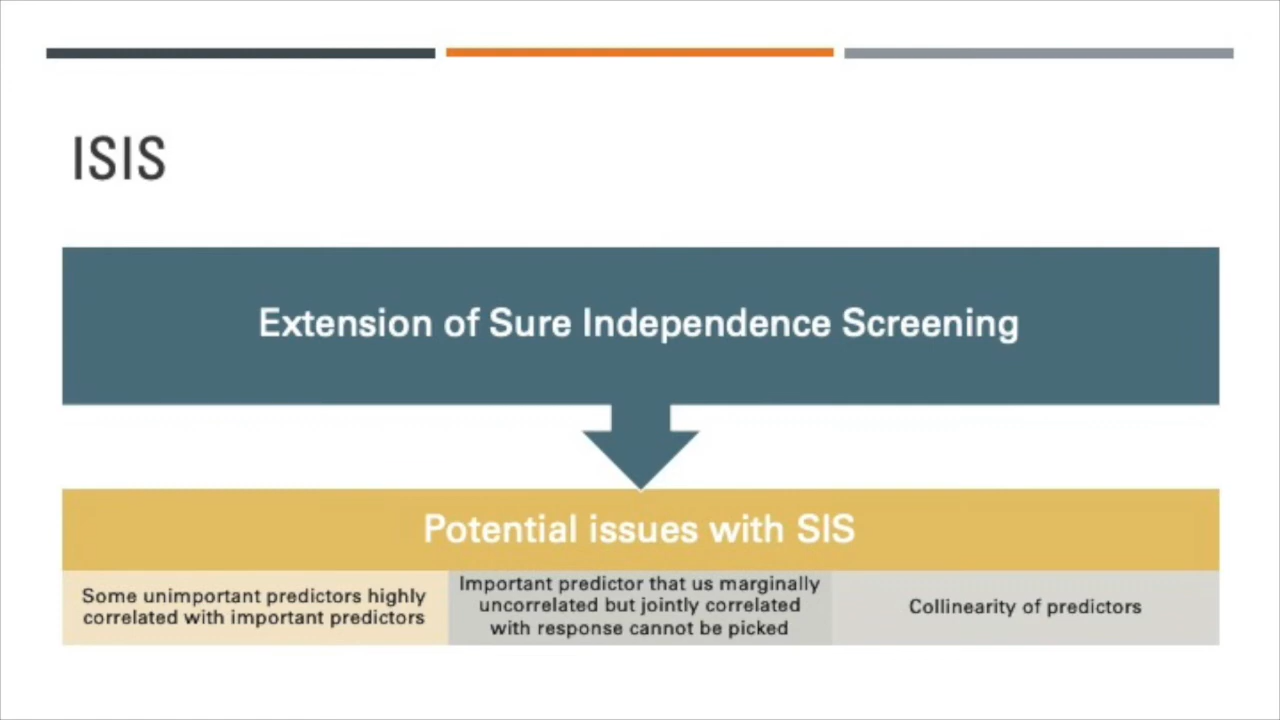 ISIS
Extension of Sure Independence Screening
Potential issues with SIS
Some unimportant predictors highly
correlated with important predictors
Important predictor that us marginally
uncorrelated but jointly correlated
with response cannot be picked
Collinearity of predictors